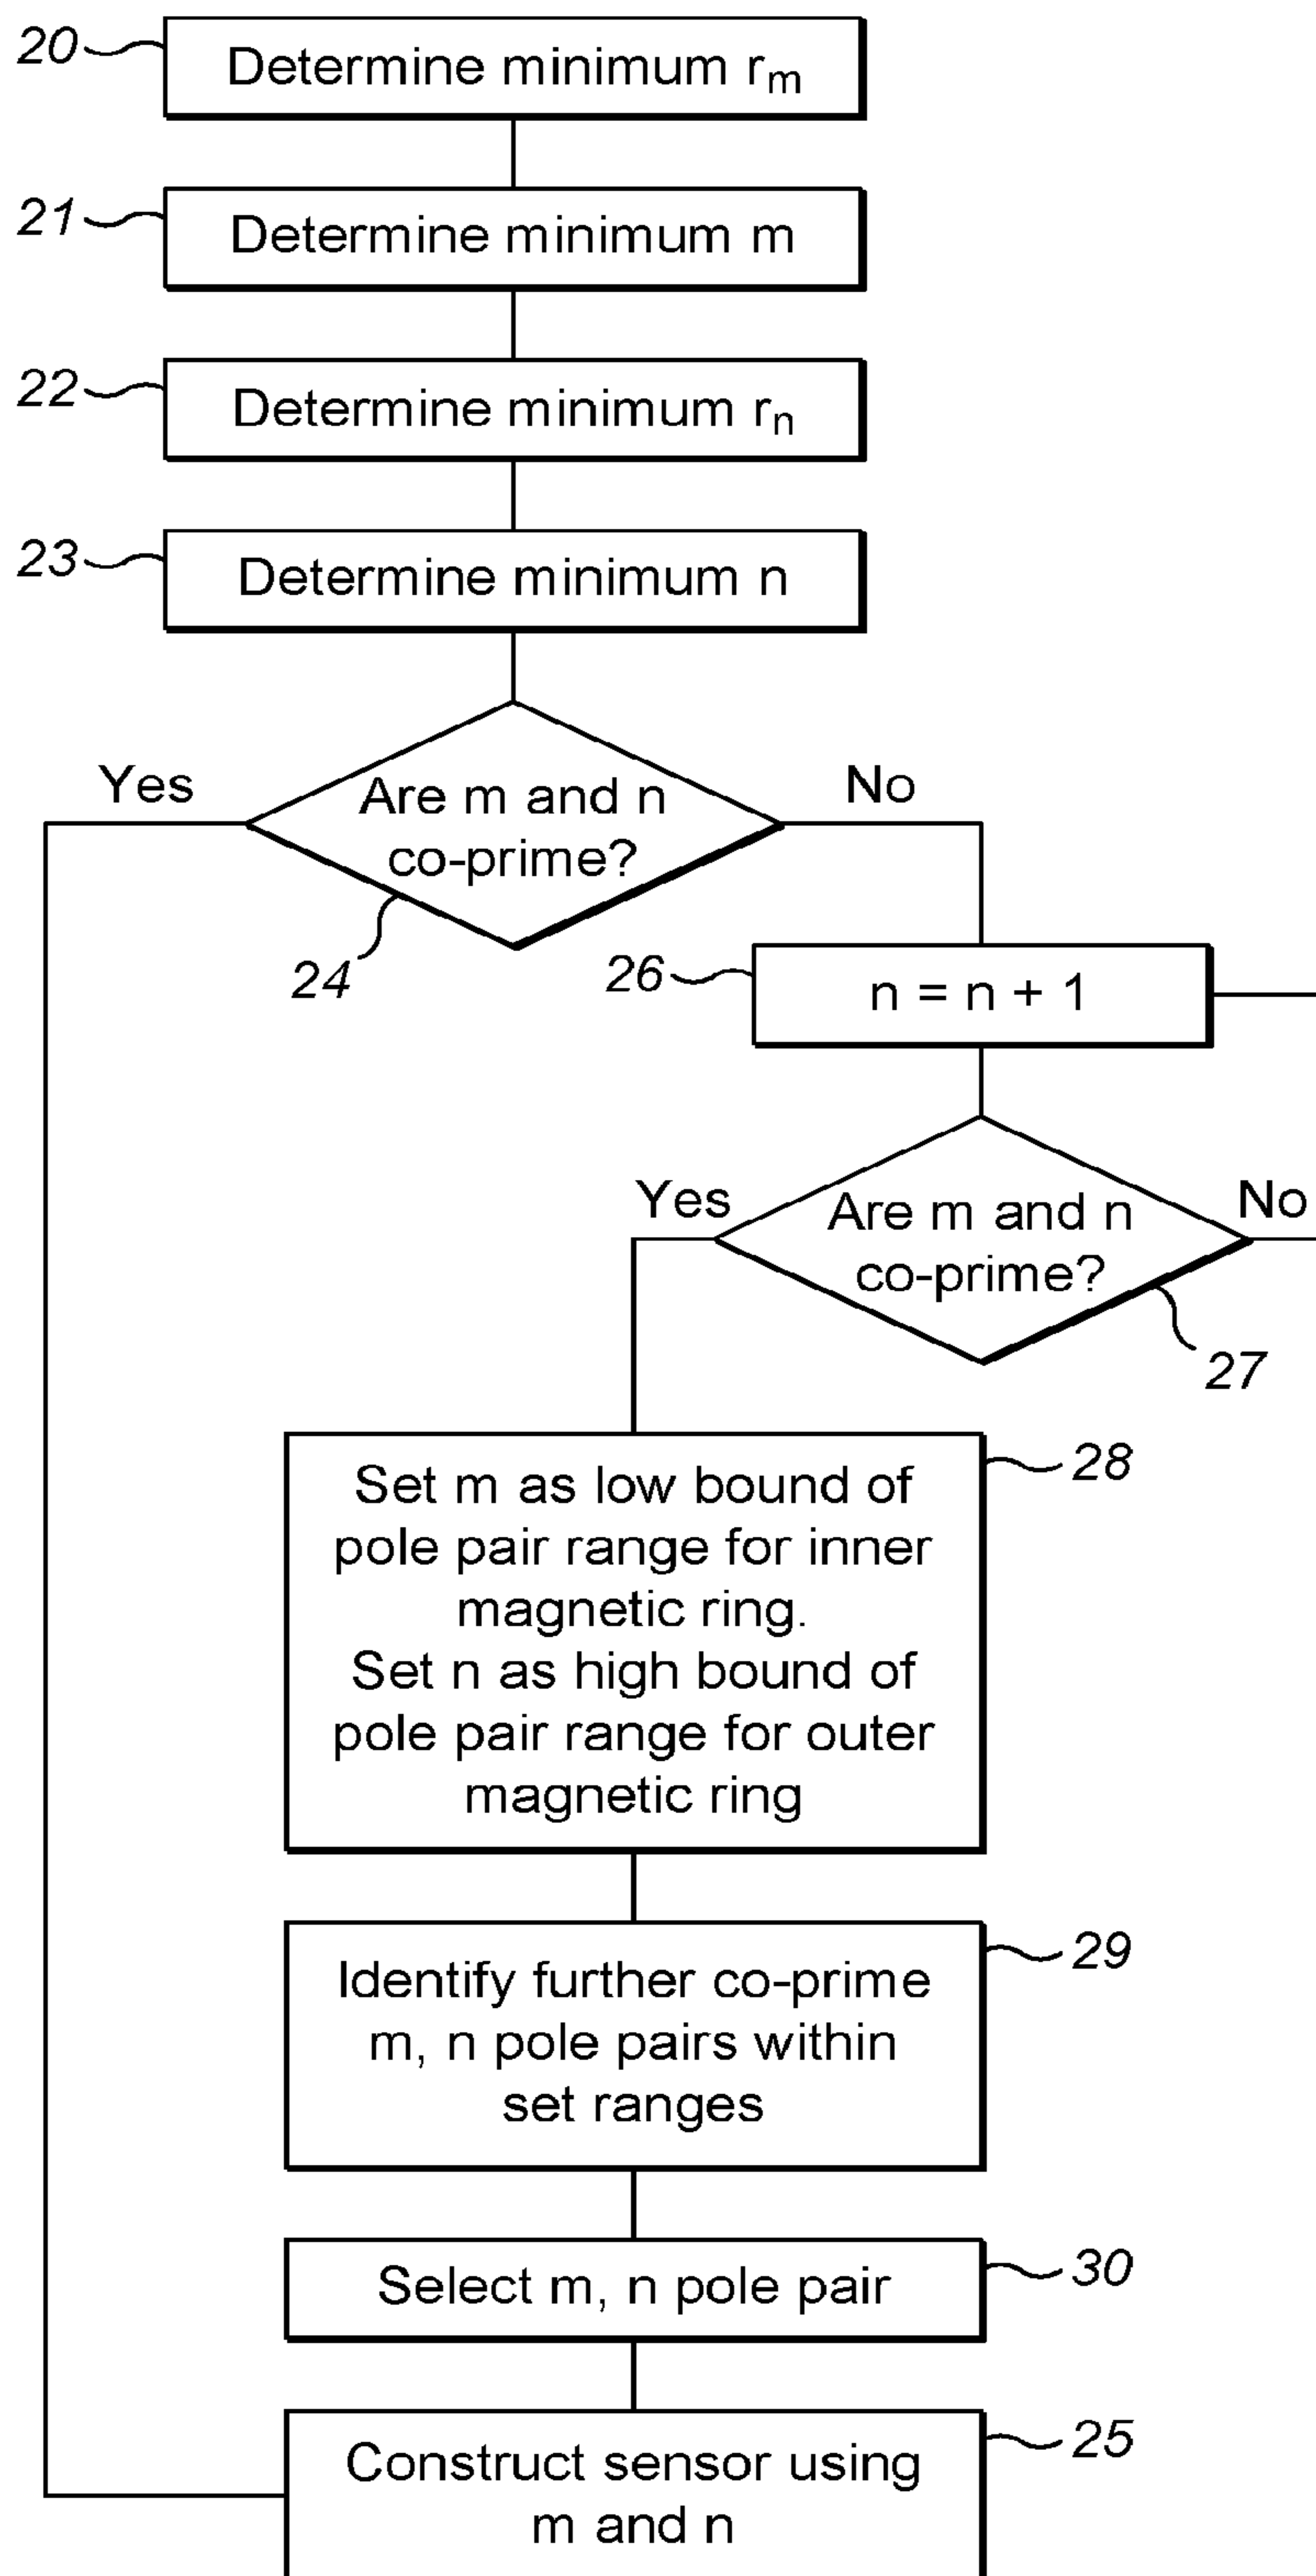 20
Determine minimum rm
21
Determine minimum m
22
Determine minimum rn
23
Determine minimum n
Yes
Are m and n
co-prime?
No
24
26
n = n + 1
Yes
Are m and n
co-prime?
No
27
28
Set m as low bound of
pole pair range for inner
magnetic ring.
Set n as high bound of
pole pair range for outer
magnetic ring
29
Identify further co-prime
m, n pole pairs within
set ranges
30
Select m, n pole pair
25
Construct sensor using
m and n